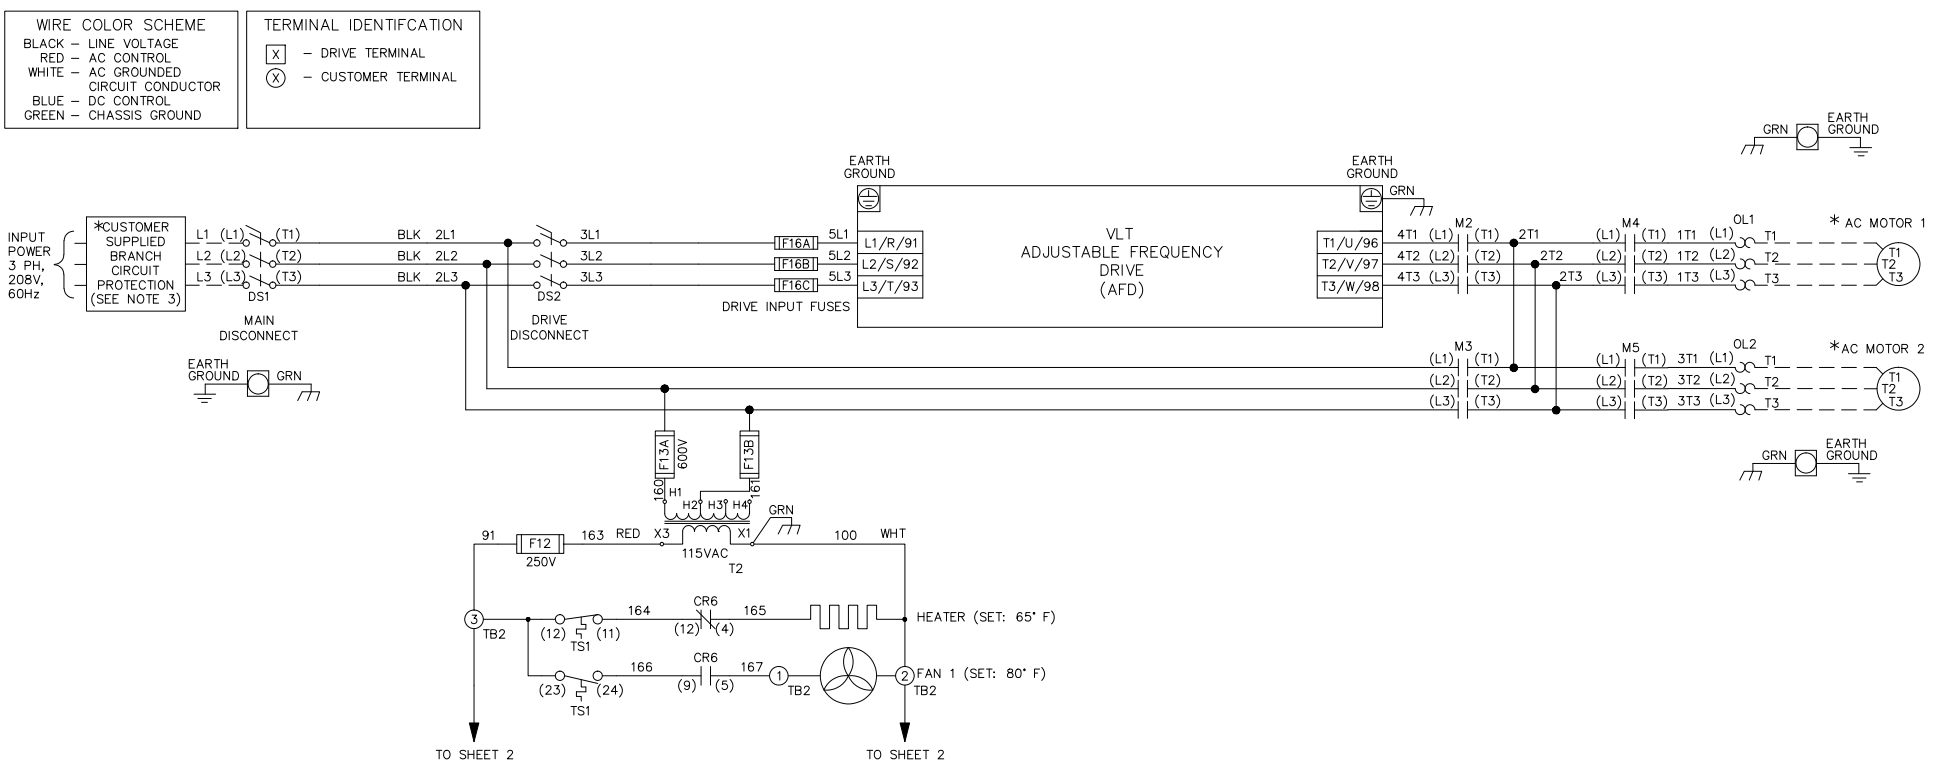 WIRE COLOR SCHEME
BLACK – LINE VOLTAGE
RED – AC CONTROL
WHITE – AC GROUNDED
CIRCUIT CONDUCTOR
BLUE – DC CONTROL
GREEN – CHASSIS GROUND
TERMINAL IDENTIFCATION
X – DRIVE TERMINAL
X – CUSTOMER TERMINAL
GRN
EARTH
GROUND
INPUT
POWER
3 PH,
208V,
60Hz
*CUSTOMER
SUPPLIED
BRANCH
CIRCUIT
PROTECTION
(SEE NOTE 3)
L1 (L1) (T1) BLK 2L1 3L1
L2 (L2) (T2) BLK 2L2 3L2
L3 (L3) (T3) BLK 2L3 3L3
DS1
MAIN
DISCONNECT
DS2
DRIVE
DISCONNECT
F16A 5L1
F16B 5L2
F16C 5L3
DRIVE INPUT FUSES
EARTH
GROUND
L1/R/91
L2/S/92
L3/T/93
VLT
ADJUSTABLE FREQUENCY
DRIVE
(AFD)
EARTH
GROUND
GRN
T1/U/96
T2/V/97
T3/W/98
M2 M4 OL1
4T1 (L1) (T1) 2T1 (L1) (T1) 1T1 (L1) T1
4T2 (L2) (T2) 2T2 (L2) (T2) 1T2 (L2) T2
4T3 (L3) (T3) 2T3 (L3) (T3) 1T3 (L3) T3
* AC MOTOR 1
T1
T2
T3
EARTH
GROUND
GRN
M3 M5 OL2
(L1) (T1) (L1) (T1) 3T1 (L1) T1
(L2) (T2) (L2) (T2) 3T2 (L2) T2
(L3) (T3) (L3) (T3) 3T3 (L3) T3
*AC MOTOR 2
T1
T2
T3
GRN
EARTH
GROUND
F13A
600V
F13B
160
161
H1
H2 H3 H4
GRN
91 F12 163 RED X3 X1 100 WHT
250V
115VAC
T2
3
TB2
(12) (11)
TS1
164
CR6
(12) (4)
165
HEATER (SET: 65° F)
(23) (24)
TS1
166
CR6
(9) (5)
167
1
TB2
2
TB2
FAN 1 (SET: 80° F)
TO SHEET 2
TO SHEET 2